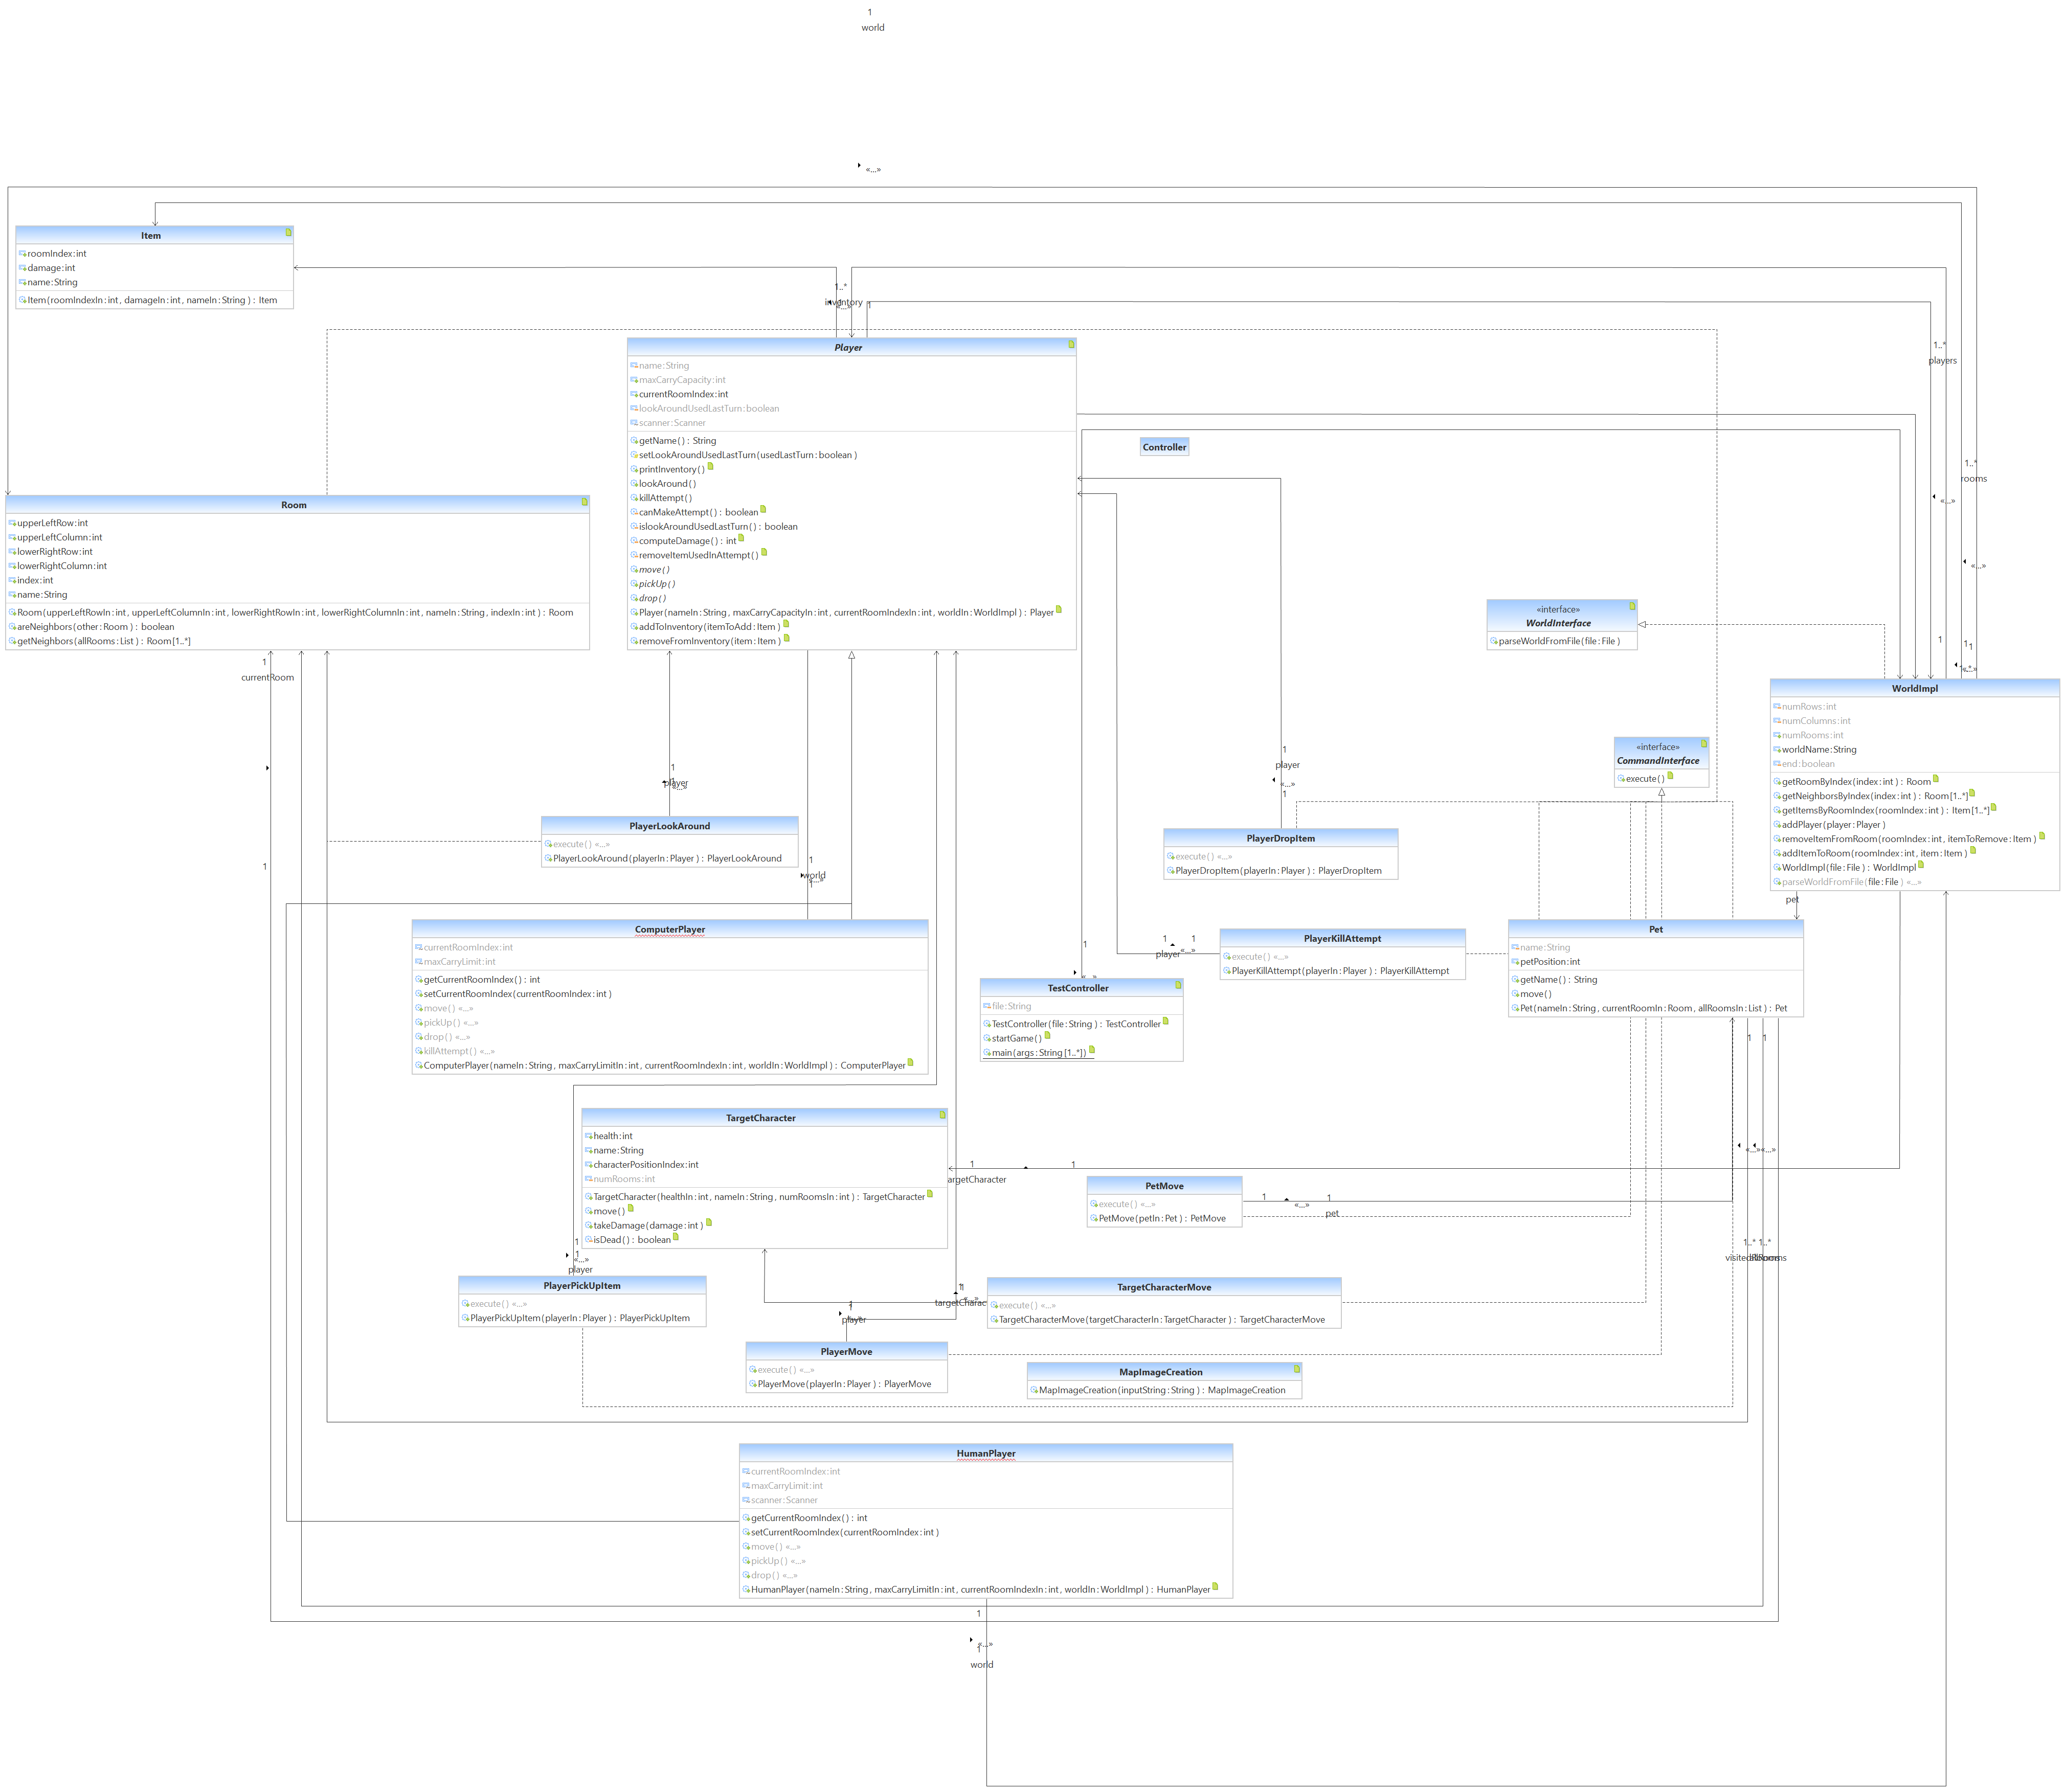 1
world
«...»
Item
roomIndex:int
damage:int
name:String
Item(roomIndexIn:int, damageIn:int, nameIn:String): Item
1..*
inventory
«...»
1
Player
name:String
maxCarryCapacity:int
currentRoomIndex:int
lookAroundUsedLastTurn:boolean
scanner:Scanner
getName(): String
setLookAroundUsedLastTurn(usedLastTurn:boolean)
printInventory()
lookAround()
killAttempt()
canMakeAttempt(): boolean
islookAroundUsedLastTurn(): boolean
computeDamage(): int
removeItemUsedInAttempt()
move()
pickUp()
drop()
Player(nameIn:String, maxCarryCapacityIn:int, currentRoomIndexIn:int, worldIn:WorldImpl): Player
addToInventory(itemToAdd:Item)
removeFromInventory(item:Item)
1..*
players
Controller
1..*
rooms
«...»
Room
upperLeftRow:int
upperLeftColumn:int
lowerRightRow:int
lowerRightColumn:int
index:int
name:String
Room(upperLeftRowIn:int, upperLeftColumnIn:int, lowerRightRowIn:int, lowerRightColumnIn:int, nameIn:String, indexIn:int): Room
areNeighbors(other:Room): boolean
getNeighbors(allRooms:List): Room[1..*]
«...»
«interface»
WorldInterface
parseWorldFromFile(file:File)
1
1
1
1
currentRoom
WorldImpl
numRows:int
numColumns:int
numRooms:int
worldName:String
end:boolean
getRoomByIndex(index:int): Room
getNeighborsByIndex(index:int): Room[1..*]
getItemsByRoomIndex(roomIndex:int): Item[1..*]
addPlayer(player:Player)
removeItemFromRoom(roomIndex:int, itemToRemove:Item)
addItemToRoom(roomIndex:int, item:Item)
WorldImpl(file:File): WorldImpl
parseWorldFromFile(file:File) «...»
«interface»
CommandInterface
execute()
1
player
«...»
1
1
player
«...»
1
PlayerLookAround
execute() «...»
PlayerLookAround(playerIn:Player): PlayerLookAround
PlayerDropItem
execute() «...»
PlayerDropItem(playerIn:Player): PlayerDropItem
1
1
world
«...»
1
pet
ComputerPlayer
currentRoomIndex:int
maxCarryLimit:int
getCurrentRoomIndex(): int
setCurrentRoomIndex(currentRoomIndex:int)
move() «...»
pickUp() «...»
drop() «...»
killAttempt() «...»
ComputerPlayer(nameIn:String, maxCarryLimitIn:int, currentRoomIndexIn:int, worldIn:WorldImpl): ComputerPlayer
1
1
1
player
«...»
PlayerKillAttempt
execute() «...»
PlayerKillAttempt(playerIn:Player): PlayerKillAttempt
Pet
name:String
petPosition:int
getName(): String
move()
Pet(nameIn:String, currentRoomIn:Room, allRoomsIn:List): Pet
TestController
file:String
TestController(file:String): TestController
startGame()
main(args:String[1..*])
1
1
TargetCharacter
health:int
name:String
characterPositionIndex:int
numRooms:int
TargetCharacter(healthIn:int, nameIn:String, numRoomsIn:int): TargetCharacter
move()
takeDamage(damage:int)
isDead(): boolean
«...»
«...»
1
1
targetCharacter
PetMove
execute() «...»
PetMove(petIn:Pet): PetMove
1
«...»
1
pet
1
1
«...»
player
1..*
1..*
PlayerPickUpItem
execute() «...»
PlayerPickUpItem(playerIn:Player): PlayerPickUpItem
1
«...»
targetCharac
TargetCharacterMove
execute() «...»
TargetCharacterMove(targetCharacterIn:TargetCharacter): TargetCharacterMove
1
player
PlayerMove
execute() «...»
PlayerMove(playerIn:Player): PlayerMove
MapImageCreation
MapImageCreation(inputString:String): MapImageCreation
HumanPlayer
currentRoomIndex:int
maxCarryLimit:int
scanner:Scanner
getCurrentRoomIndex(): int
setCurrentRoomIndex(currentRoomIndex:int)
move() «...»
pickUp() «...»
drop() «...»
HumanPlayer(nameIn:String, maxCarryLimitIn:int, currentRoomIndexIn:int, worldIn:WorldImpl): HumanPlayer
1
«...»
1
world